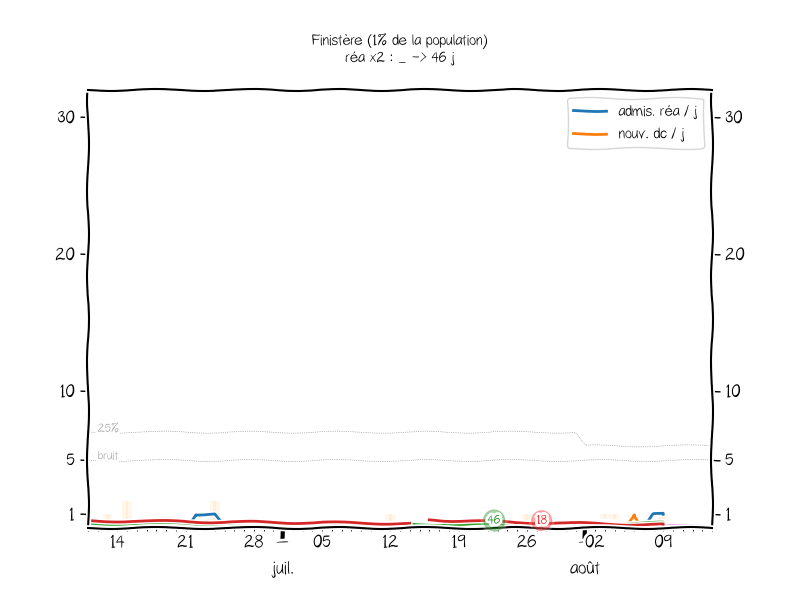 Finistère (1% de la population)
réa x2 : _ -> 46 j
admis. réa / j
nouv. dc / j
30 30
20 20
10 10
25%
bruit
5 5
46 18
1 1
14 21 28 05 12 19 26 02 09
juil. août